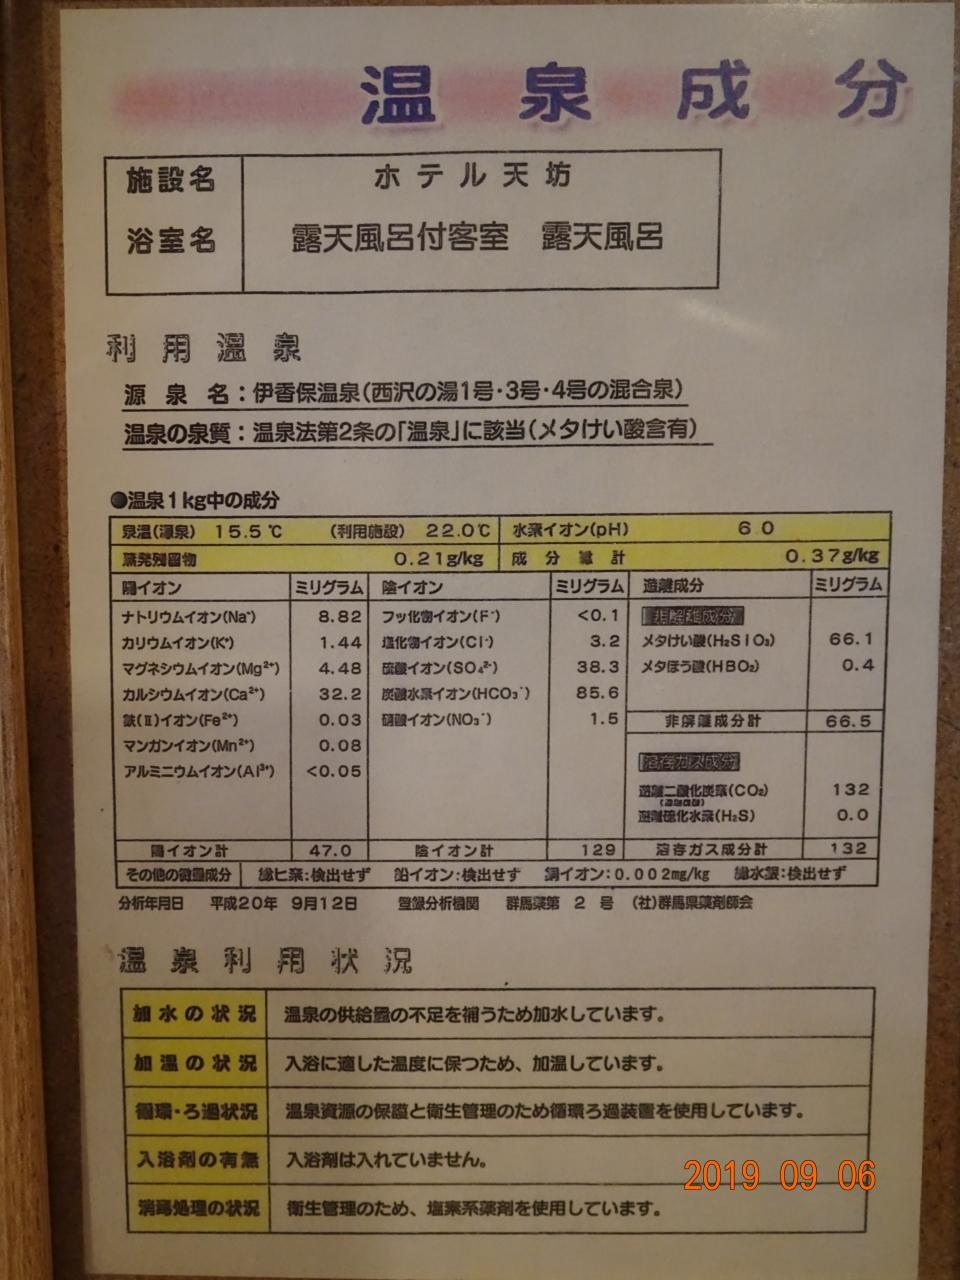 温泉成分
施設名 ホテル天坊
浴室名 露天風呂付客室 露天風呂
利用温泉
源泉名：伊香保温泉（西沢の湯1号・3号・4号の混合泉）
温泉の泉質：温泉法第2条の「温泉」に該当（メタけい酸含有）
●温泉1kg中の成分
泉温（源泉） 15.5℃ （利用施設） 22.0℃ 水素イオン（pH） 6 0
蒸発残留物 0.21g/kg 成分総計 0.37g/kg
陽イオン ミリグラム 陰イオン ミリグラム 遊離成分 ミリグラム
ナトリウムイオン（Na⁺） 8.82 フッ化物イオン（F⁻） <0.1 非解離成分
カリウムイオン（K⁺） 1.44 塩化物イオン（Cl⁻） 3.2 メタけい酸（H₂SiO₃） 66.1
マグネシウムイオン（Mg²⁺） 4.48 硫酸イオン（SO₄²⁻） 38.3 メタほう酸（HBO₂） 0.4
カルシウムイオン（Ca²⁺） 32.2 炭酸水素イオン（HCO₃⁻） 85.6
鉄（Ⅱ）イオン（Fe²⁺） 0.03 硝酸イオン（NO₃⁻） 1.5 非解離成分計 66.5
マンガンイオン（Mn²⁺） 0.08
アルミニウムイオン（Al³⁺） <0.05 溶存ガス成分
遊離二酸化炭素（CO₂） 132
（遊離炭酸）
遊離硫化水素（H₂S） 0.0
陽イオン計 47.0 陰イオン計 129 溶存ガス成分計 132
その他の微量成分 総ヒ素：検出せず 鉛イオン：検出せず 銅イオン：0.002mg/kg 総水銀：検出せず
分析年月日 平成20年 9月12日 登録分析機関 群馬薬第 2 号 （社）群馬県薬剤師会
温泉利用状況
加水の状況 温泉の供給量の不足を補うため加水しています。
加温の状況 入浴に適した温度に保つため、加温しています。
循環・ろ過状況 温泉資源の保護と衛生管理のため循環ろ過装置を使用しています。
入浴剤の有無 入浴剤は入れていません。
消毒処理の状況 衛生管理のため、塩素系薬剤を使用しています。
2019 09 06